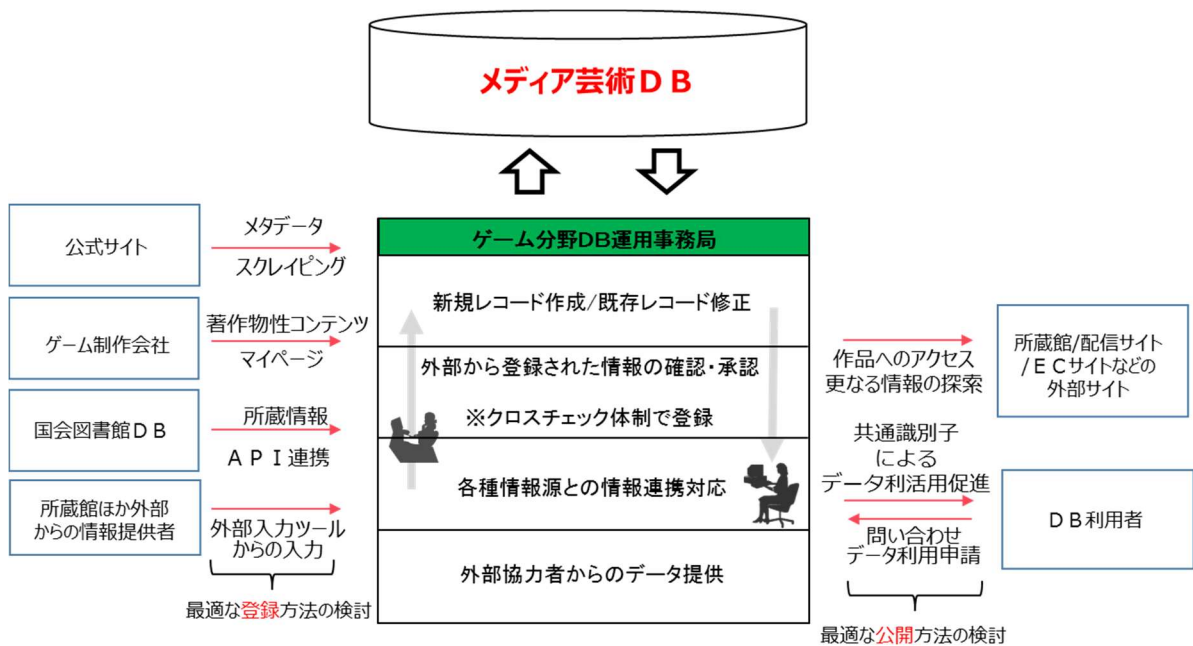 メディア芸術ＤＢ
公式サイト
メタデータ
スクレイピング
ゲーム制作会社
著作物性コンテンツ
マイページ
国会図書館ＤＢ
所蔵情報
ＡＰＩ連携
所蔵館ほか外部
からの情報提供者
外部入力ツール
からの入力
最適な登録方法の検討
ゲーム分野DB運用事務局
新規レコード作成/既存レコード修正
外部から登録された情報の確認・承認
※クロスチェック体制で登録
各種情報源との情報連携対応
外部協力者からのデータ提供
作品へのアクセス
更なる情報の探索
所蔵館/配信サイト
/ＥＣサイトなどの
外部サイト
共通識別子
による
データ利活用促進
問い合わせ
データ利用申請
ＤＢ利用者
最適な公開方法の検討